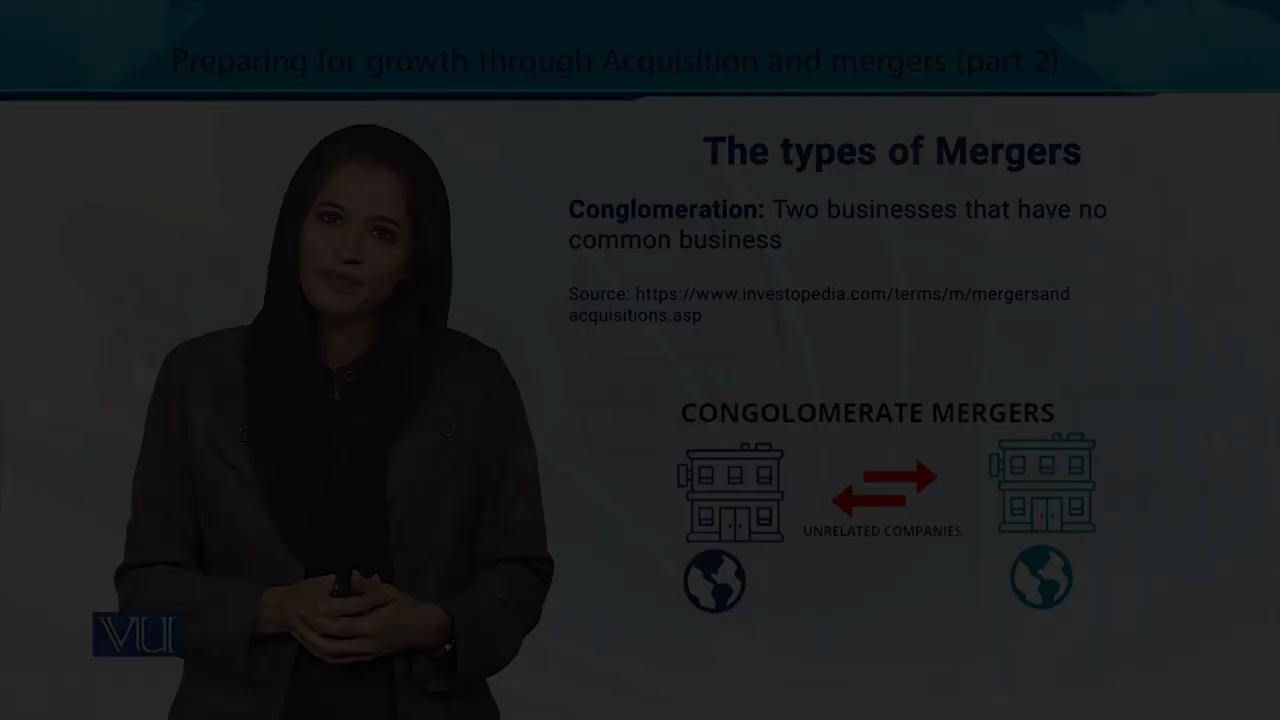 Preparing for growth through Acquisition and mergers (part 2)
The types of Mergers
Conglomeration: Two businesses that have no
common business
Source: https://www.investopedia.com/terms/m/mergersand
acquisitions.asp
CONGOLOMERATE MERGERS
UNRELATED COMPANIES
VU